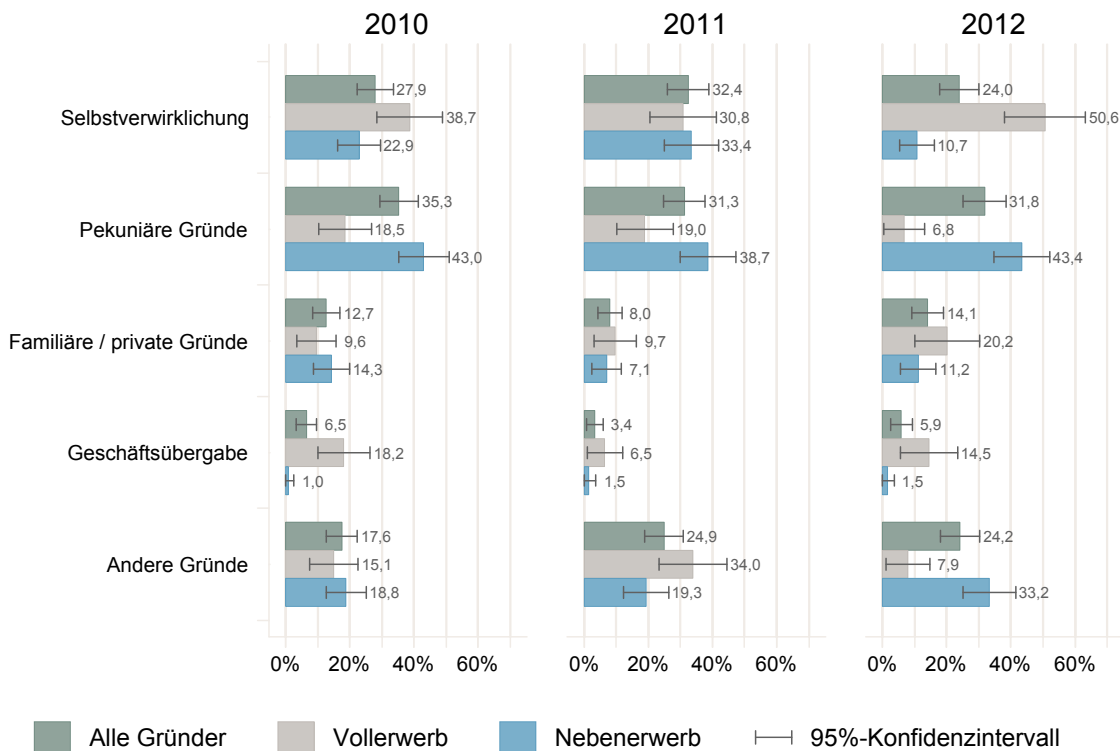 2010 2011 2012
27,9 32,4 24,0
Selbstverwirklichung 38,7 30,8 50,6
22,9 33,4 10,7
35,3 31,3 31,8
Pekuniäre Gründe 18,5 19,0 6,8
43,0 38,7 43,4
12,7 8,0 14,1
Familiäre / private Gründe 9,6 9,7 20,2
14,3 7,1 11,2
6,5 3,4 5,9
Geschäftsübergabe 18,2 6,5 14,5
1,0 1,5 1,5
17,6 24,9 24,2
Andere Gründe 15,1 34,0 7,9
18,8 19,3 33,2
0% 20% 40% 60% 0% 20% 40% 60% 0% 20% 40% 60%
Alle Gründer Vollerwerb Nebenerwerb 95%-Konfidenzintervall